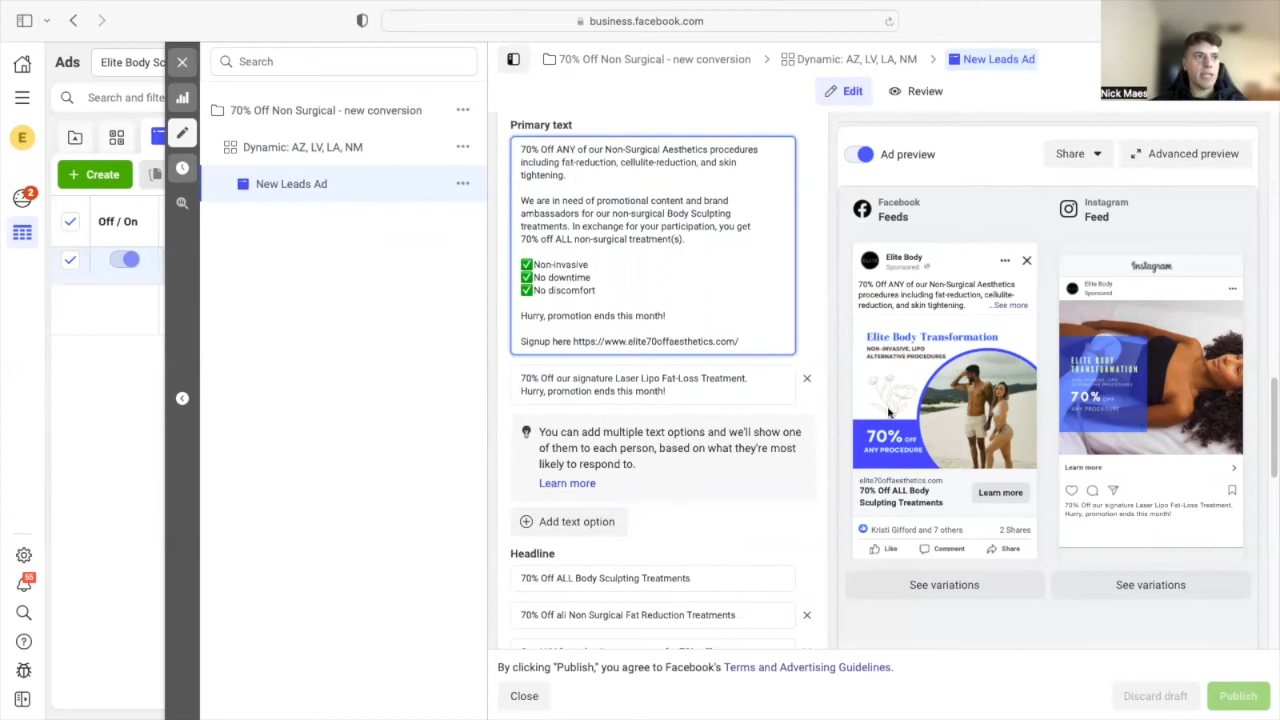 business.facebook.com
Nick Maes
Ads
Elite Body Sc
Search and filte
Create
Off / On
E
2
55
Search
70% Off Non Surgical - new conversion
Dynamic: AZ, LV, LA, NM
New Leads Ad
70% Off Non Surgical - new conversion
Dynamic: AZ, LV, LA, NM
New Leads Ad
Edit
Review
Primary text
70% Off ANY of our Non-Surgical Aesthetics procedures
including fat-reduction, cellulite-reduction, and skin
tightening.
We are in need of promotional content and brand
ambassadors for our non-surgical Body Sculpting
treatments. In exchange for your participation, you get
70% off ALL non-surgical treatment(s).
✅Non-invasive
✅No downtime
✅No discomfort
Hurry, promotion ends this month!
Signup here https://www.elite70offaesthetics.com/
70% Off our signature Laser Lipo Fat-Loss Treatment.
Hurry, promotion ends this month!
You can add multiple text options and we'll show one
of them to each person, based on what they're most
likely to respond to.
Learn more
Add text option
Headline
70% Off ALL Body Sculpting Treatments
70% Off all Non Surgical Fat Reduction Treatments
Ad preview
Share
Advanced preview
Facebook
Feeds
Elite Body
Sponsored
70% Off ANY of our Non-Surgical Aesthetics
procedures including fat-reduction, cellulite-
reduction, and skin tightening.
...See more
Elite Body Transformation
NON-INVASIVE, LIPO
ALTERNATIVE PROCEDURES
70% OFF
ANY PROCEDURE
elite70offaesthetics.com
70% Off ALL Body
Sculpting Treatments
Learn more
Kristi Gifford and 7 others
2 Shares
Like
Comment
Share
See variations
Instagram
Feed
Instagram
Elite Body
Sponsored
ELITE BODY
TRANSFORMATION
70% OFF
ANY PROCEDURE
Learn more
70% Off our signature Laser Lipo Fat-Loss Treatment.
Hurry, promotion ends this month!
See variations
By clicking "Publish," you agree to Facebook's Terms and Advertising Guidelines.
Close
Discard draft
Publish